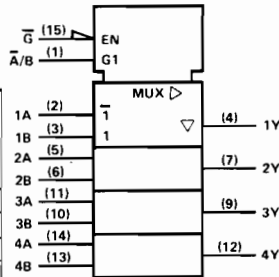 G̅ (15) EN
A̅/B (1) G1
MUX ▷
1A (2) 1̅ ▽ (4) 1Y
1B (3) 1
2A (5) (7) 2Y
2B (6)
3A (11) (9) 3Y
3B (10)
4A (14) (12) 4Y
4B (13)